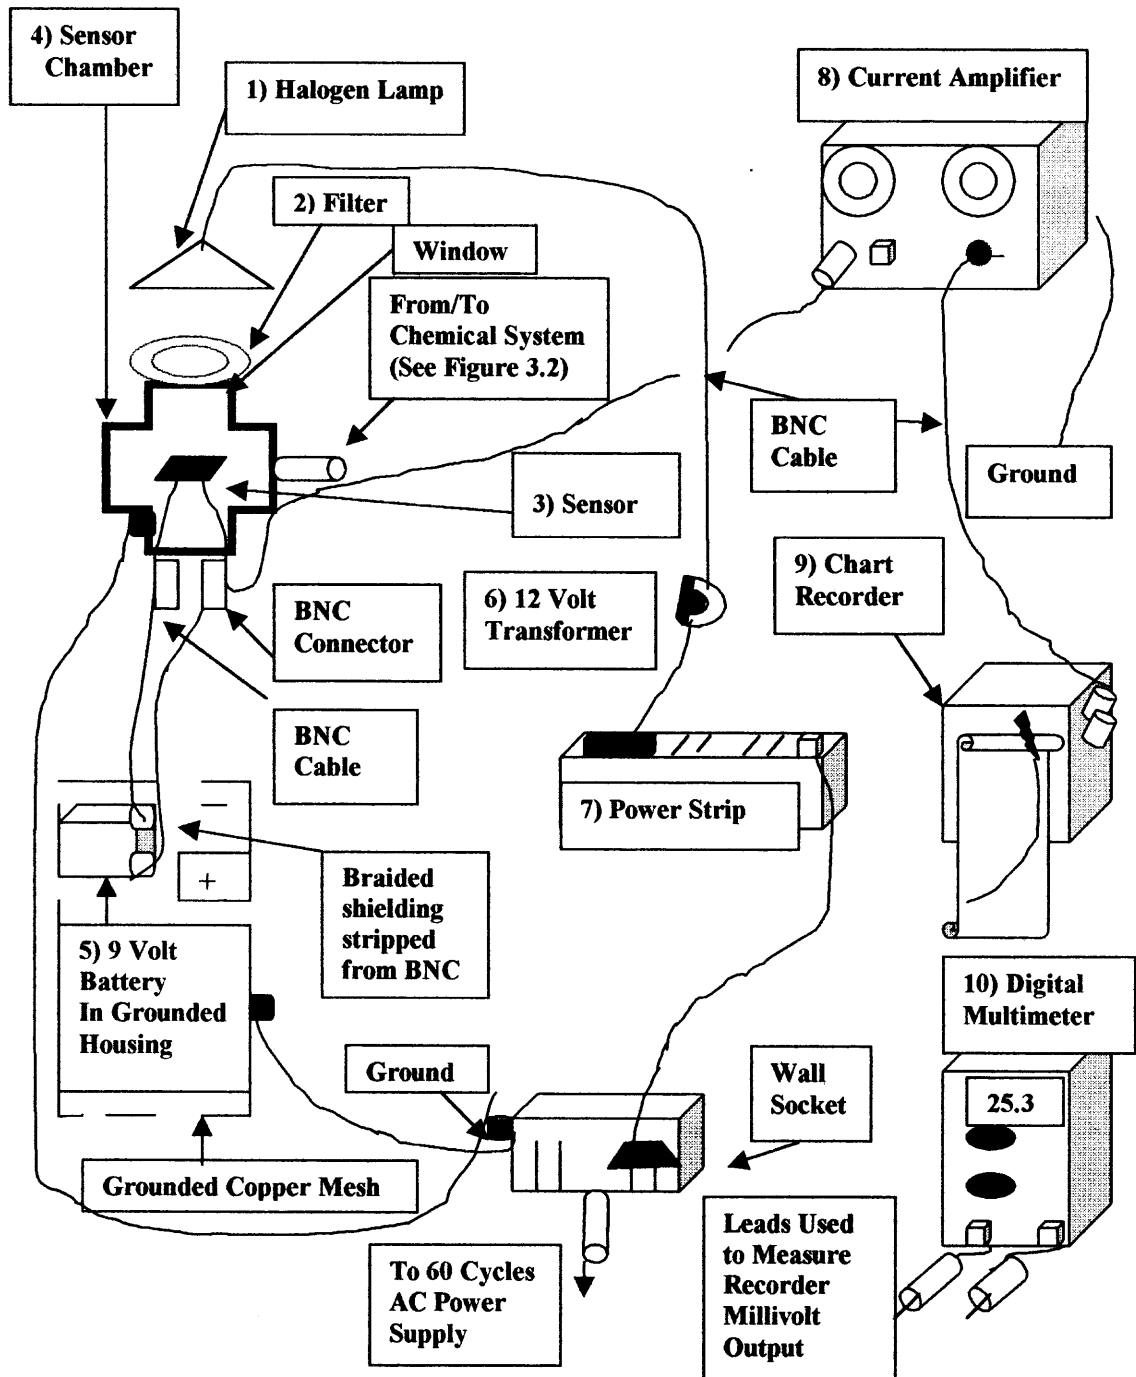 4) Sensor
Chamber
1) Halogen Lamp
8) Current Amplifier
2) Filter
Window
From/To
Chemical System
(See Figure 3.2)
BNC
Cable
Ground
3) Sensor
9) Chart
Recorder
6) 12 Volt
Transformer
BNC
Connector
BNC
Cable
7) Power Strip
−
+
Braided
shielding
stripped
from BNC
5) 9 Volt
Battery
In Grounded
Housing
10) Digital
Multimeter
Ground
Wall
Socket
25.3
Grounded Copper Mesh
Leads Used
to Measure
Recorder
Millivolt
Output
To 60 Cycles
AC Power
Supply